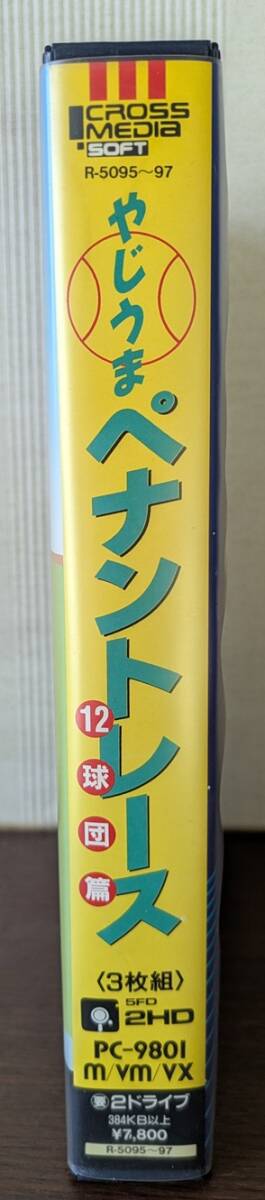 CROSS
MEDIA
SOFT
R-5095～97
やじうま
ペナントレース
12球団篇
〈3枚組〉
5FD
2HD
PC-9801
m/Vm/VX
要2ドライブ
384KB以上
¥7,800
R-5095～97